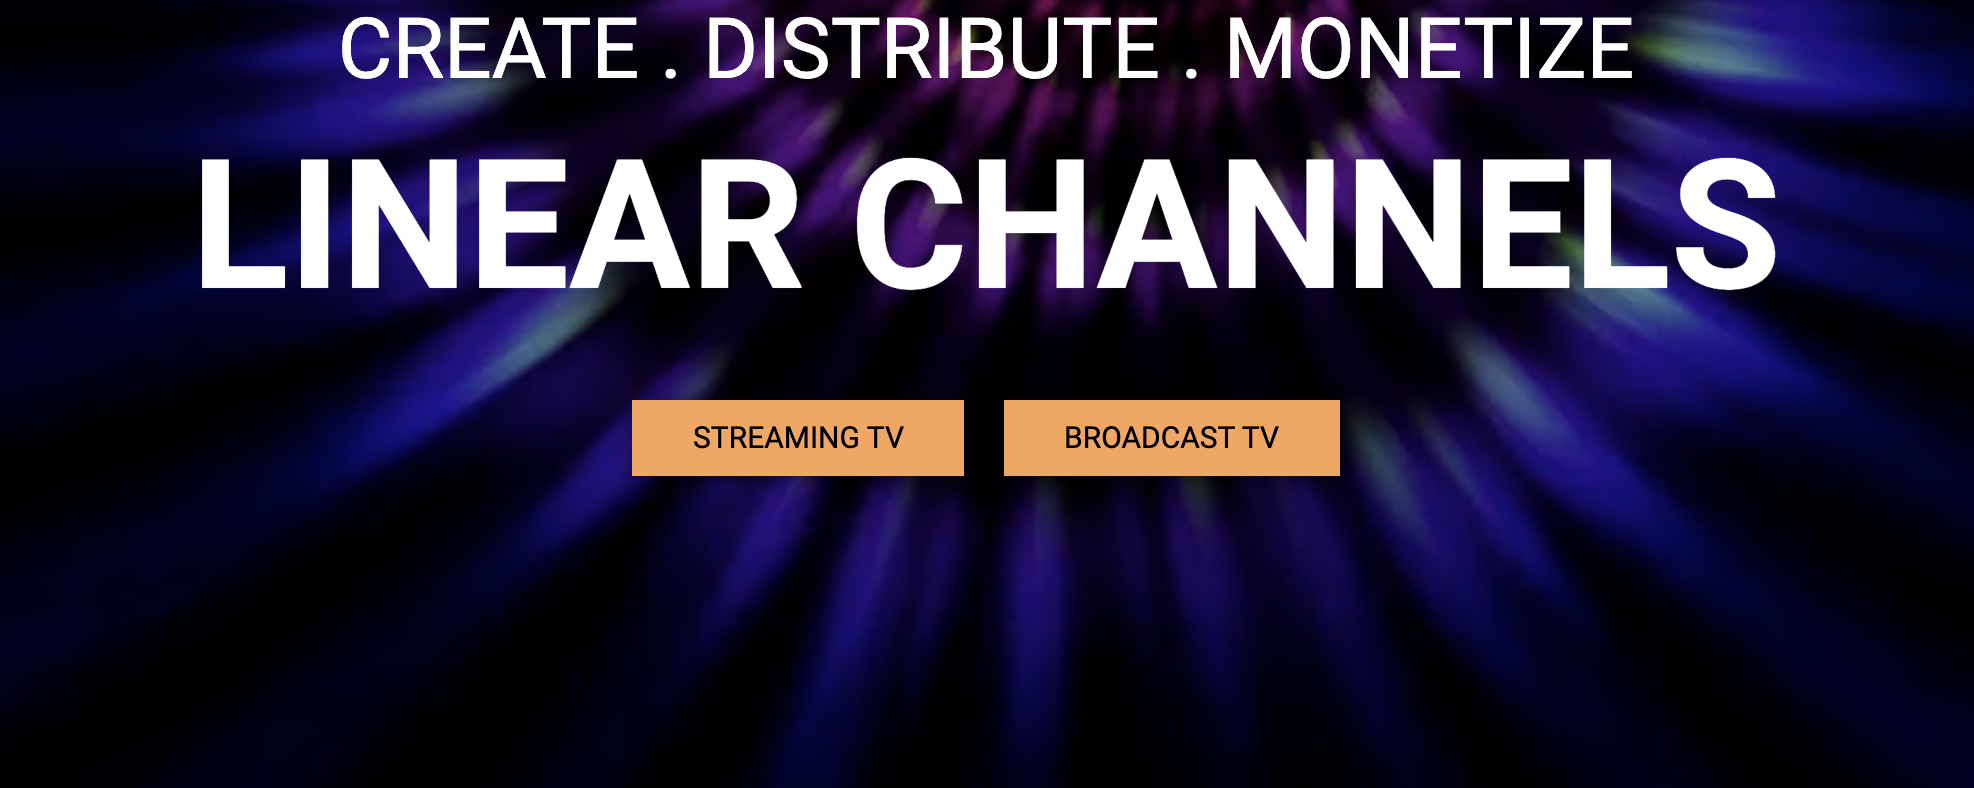 CREATE . DISTRIBUTE . MONETIZE
LINEAR CHANNELS
STREAMING TV
BROADCAST TV